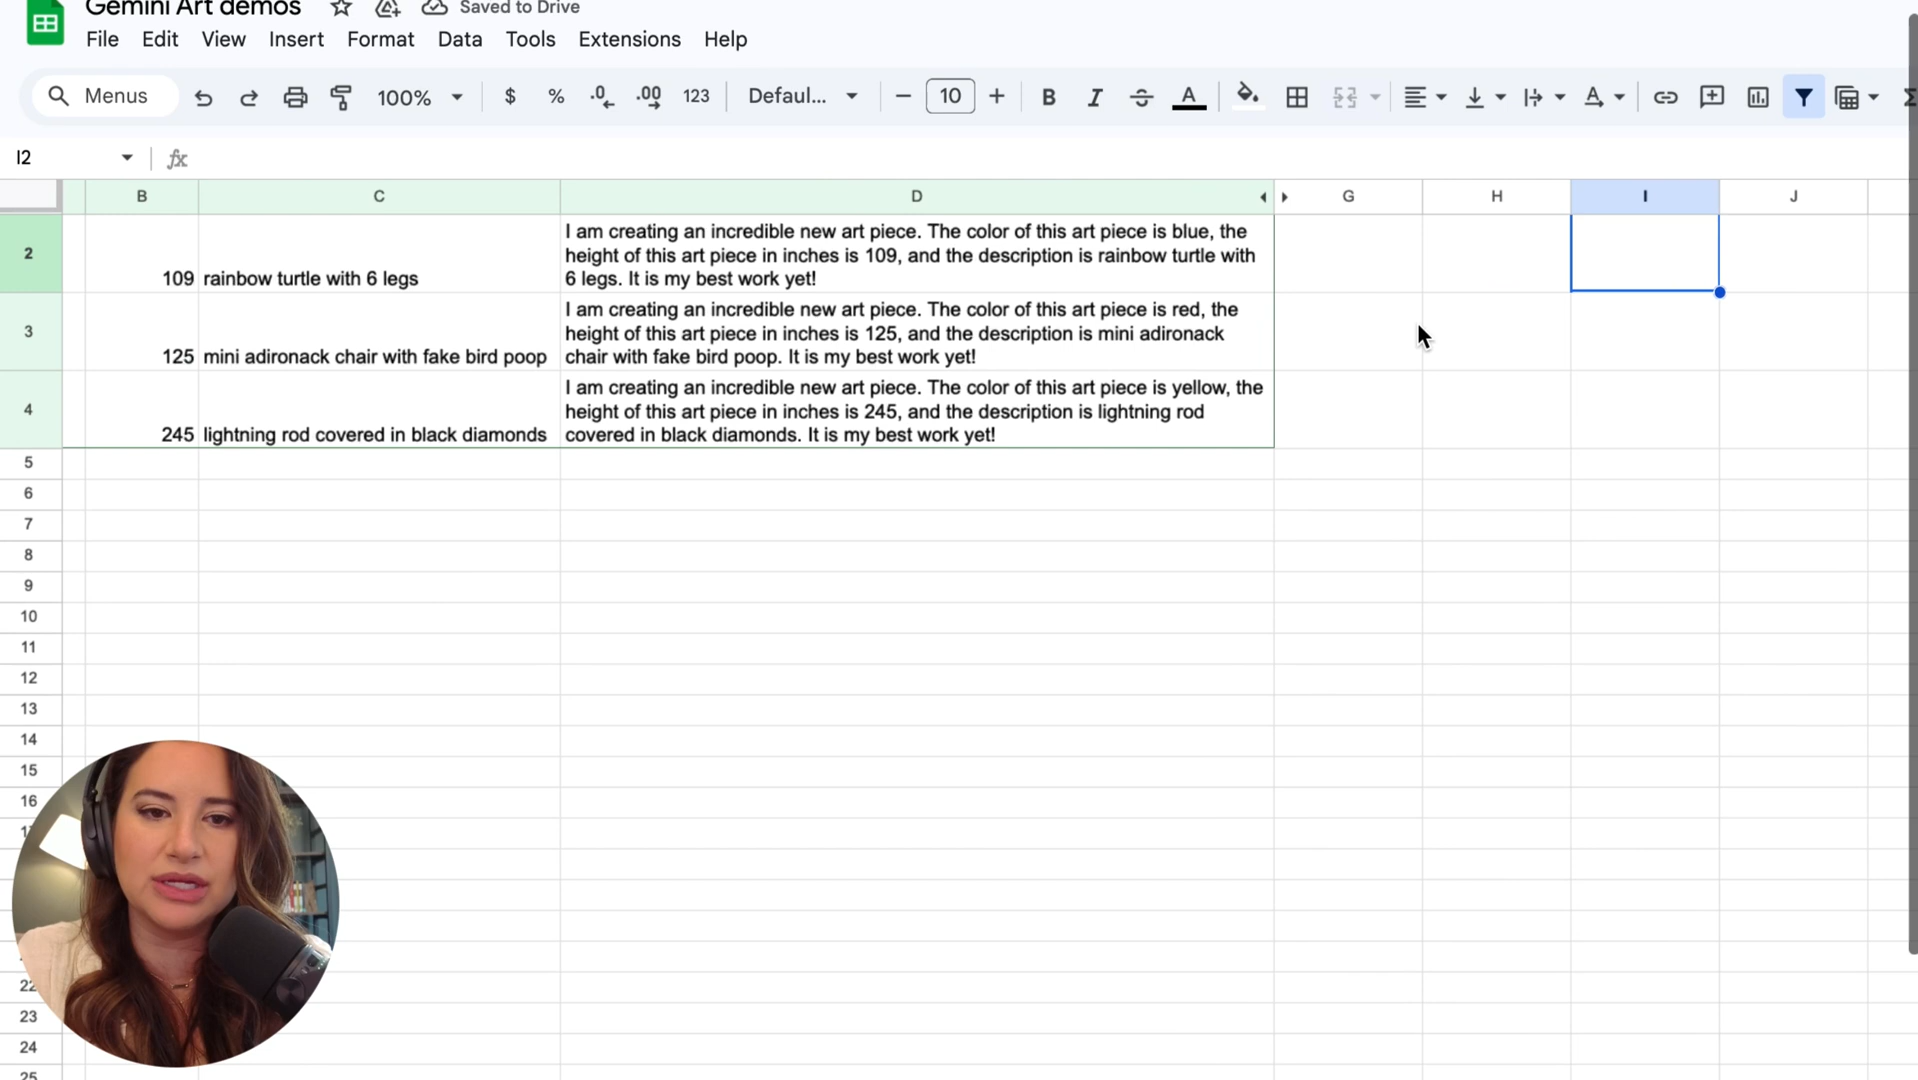 Gemini Art demos
Saved to Drive
File Edit View Insert Format Data Tools Extensions Help
Menus 100% $ % .0 .00 123 Defaul... 10 B I A
I2 fx
B C D G H I J
2
109 rainbow turtle with 6 legs
I am creating an incredible new art piece. The color of this art piece is blue, the
height of this art piece in inches is 109, and the description is rainbow turtle with
6 legs. It is my best work yet!
3
125 mini adironack chair with fake bird poop
I am creating an incredible new art piece. The color of this art piece is red, the
height of this art piece in inches is 125, and the description is mini adironack
chair with fake bird poop. It is my best work yet!
4
245 lightning rod covered in black diamonds
I am creating an incredible new art piece. The color of this art piece is yellow, the
height of this art piece in inches is 245, and the description is lightning rod
covered in black diamonds. It is my best work yet!
5
6
7
8
9
10
11
12
13
14
15
16
22
23
24
25